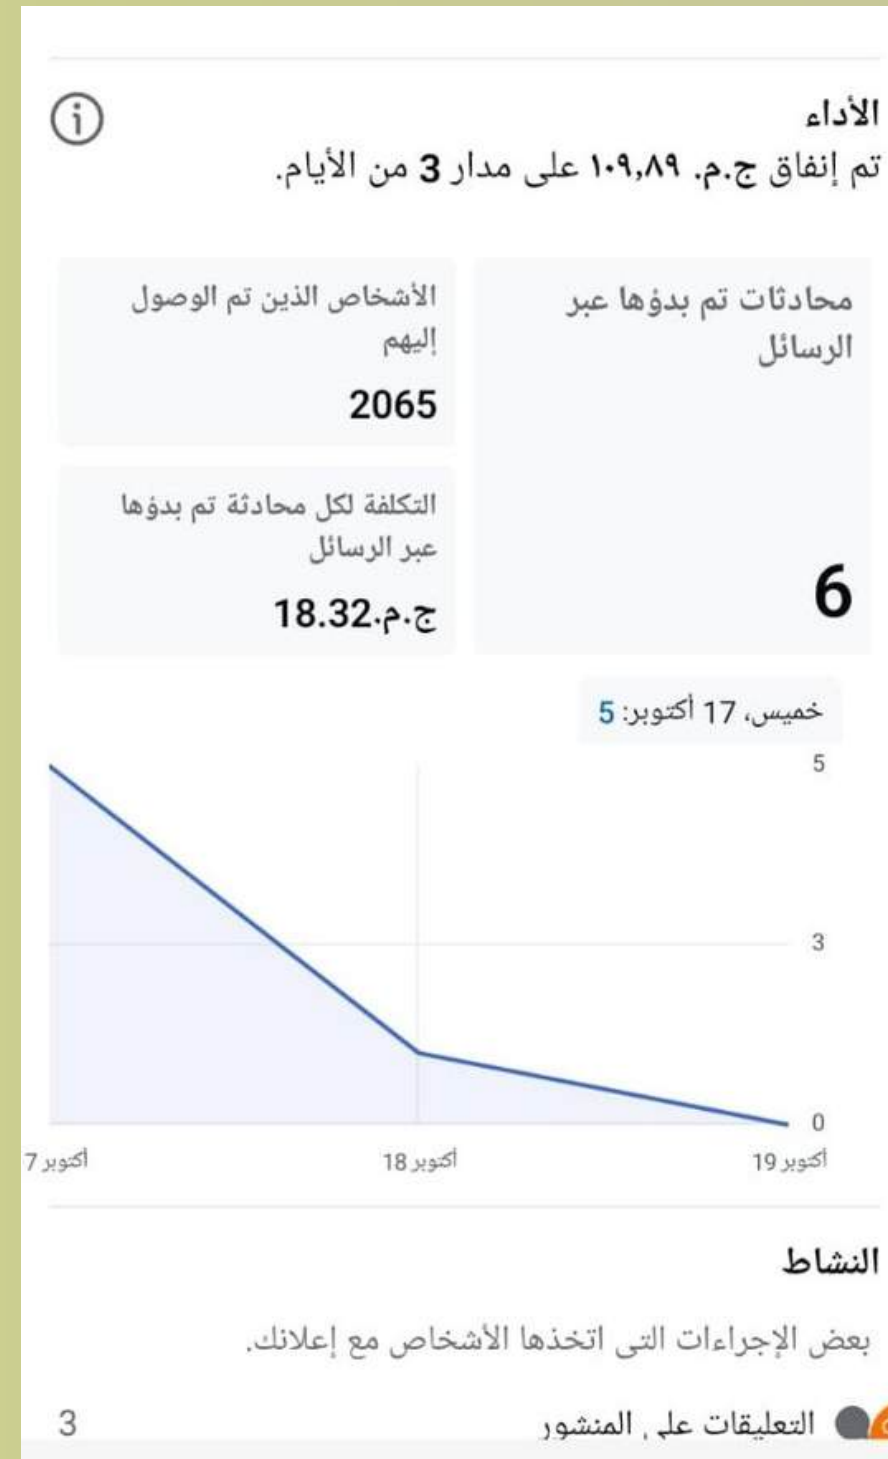 الأداء
تم إنفاق ج.م. ١٠٩,٨٩ على مدار 3 من الأيام.
محادثات تم بدؤها عبر
الرسائل
6
الأشخاص الذين تم الوصول
إليهم
2065
التكلفة لكل محادثة تم بدؤها
عبر الرسائل
ج.م.18.32
خميس، 17 أكتوبر: 5
5
3
0
أكتوبر 7
أكتوبر 18
أكتوبر 19
النشاط
بعض الإجراءات التى اتخذها الأشخاص مع إعلانك.
التعليقات على المنشور
3